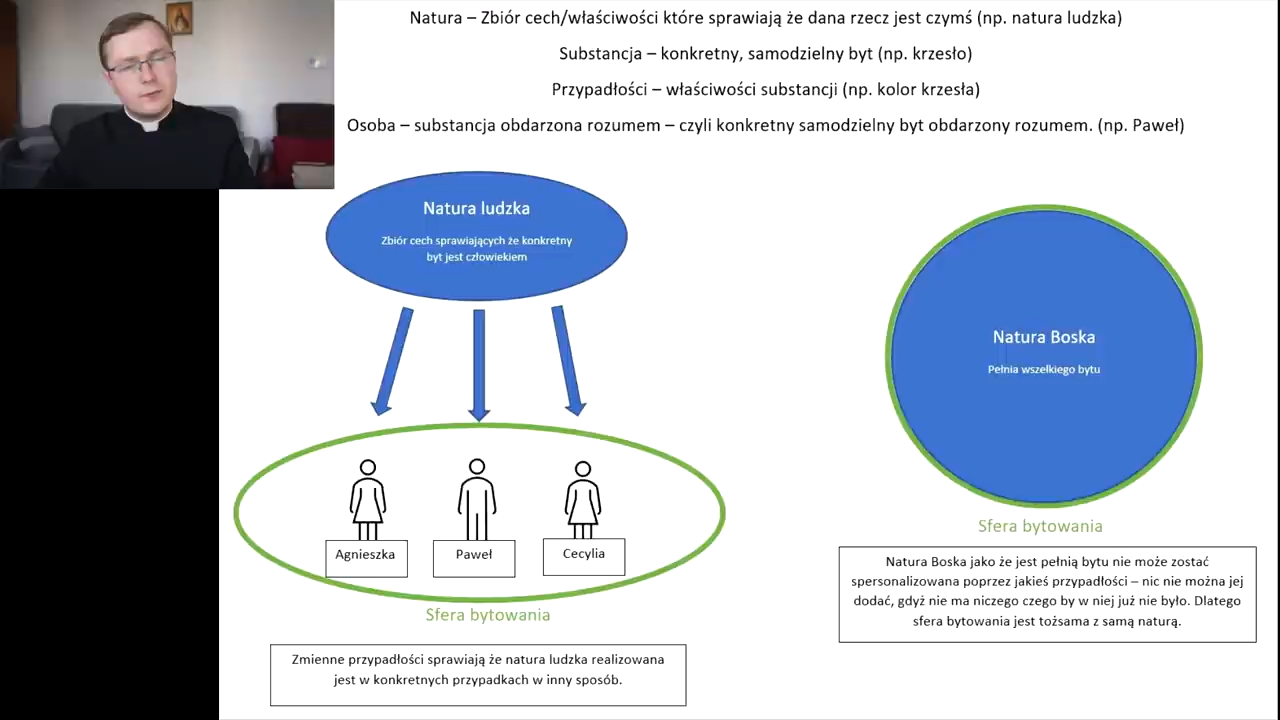 Natura – Zbiór cech/właściwości które sprawiają że dana rzecz jest czymś (np. natura ludzka)
Substancja – konkretny, samodzielny byt (np. krzesło)
Przypadłości – właściwości substancji (np. kolor krzesła)
Osoba – substancja obdarzona rozumem – czyli konkretny samodzielny byt obdarzony rozumem. (np. Paweł)
Natura ludzka
Zbiór cech sprawiających że konkretny
byt jest człowiekiem
Agnieszka
Paweł
Cecylia
Sfera bytowania
Zmienne przypadłości sprawiają że natura ludzka realizowana
jest w konkretnych przypadkach w inny sposób.
Natura Boska
Pełnia wszelkiego bytu
Sfera bytowania
Natura Boska jako że jest pełnią bytu nie może zostać
spersonalizowana poprzez jakieś przypadłości – nic nie można jej
dodać, gdyż nie ma niczego czego by w niej już nie było. Dlatego
sfera bytowania jest tożsama z samą naturą.